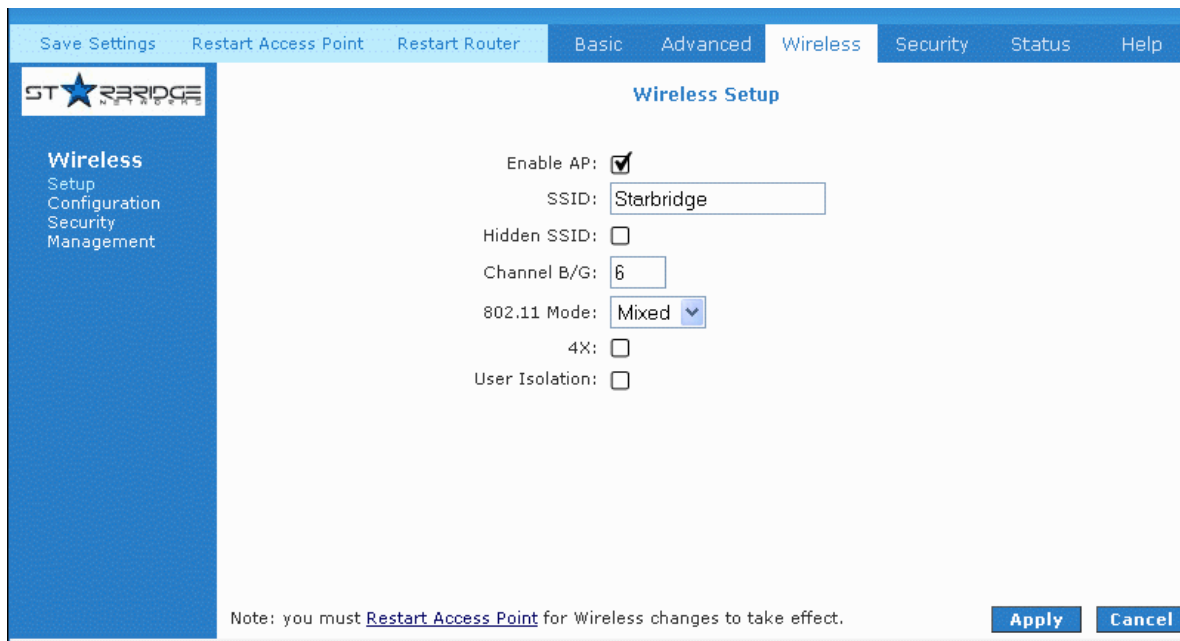 Save Settings Restart Access Point Restart Router Basic Advanced Wireless Security Status Help
STARBRIDGE
NETWORKS
Wireless Setup
Wireless
Setup
Configuration
Security
Management
Enable AP:
SSID: Starbridge
Hidden SSID:
Channel B/G: 6
802.11 Mode: Mixed
4X:
User Isolation:
Note: you must Restart Access Point for Wireless changes to take effect.
Apply Cancel